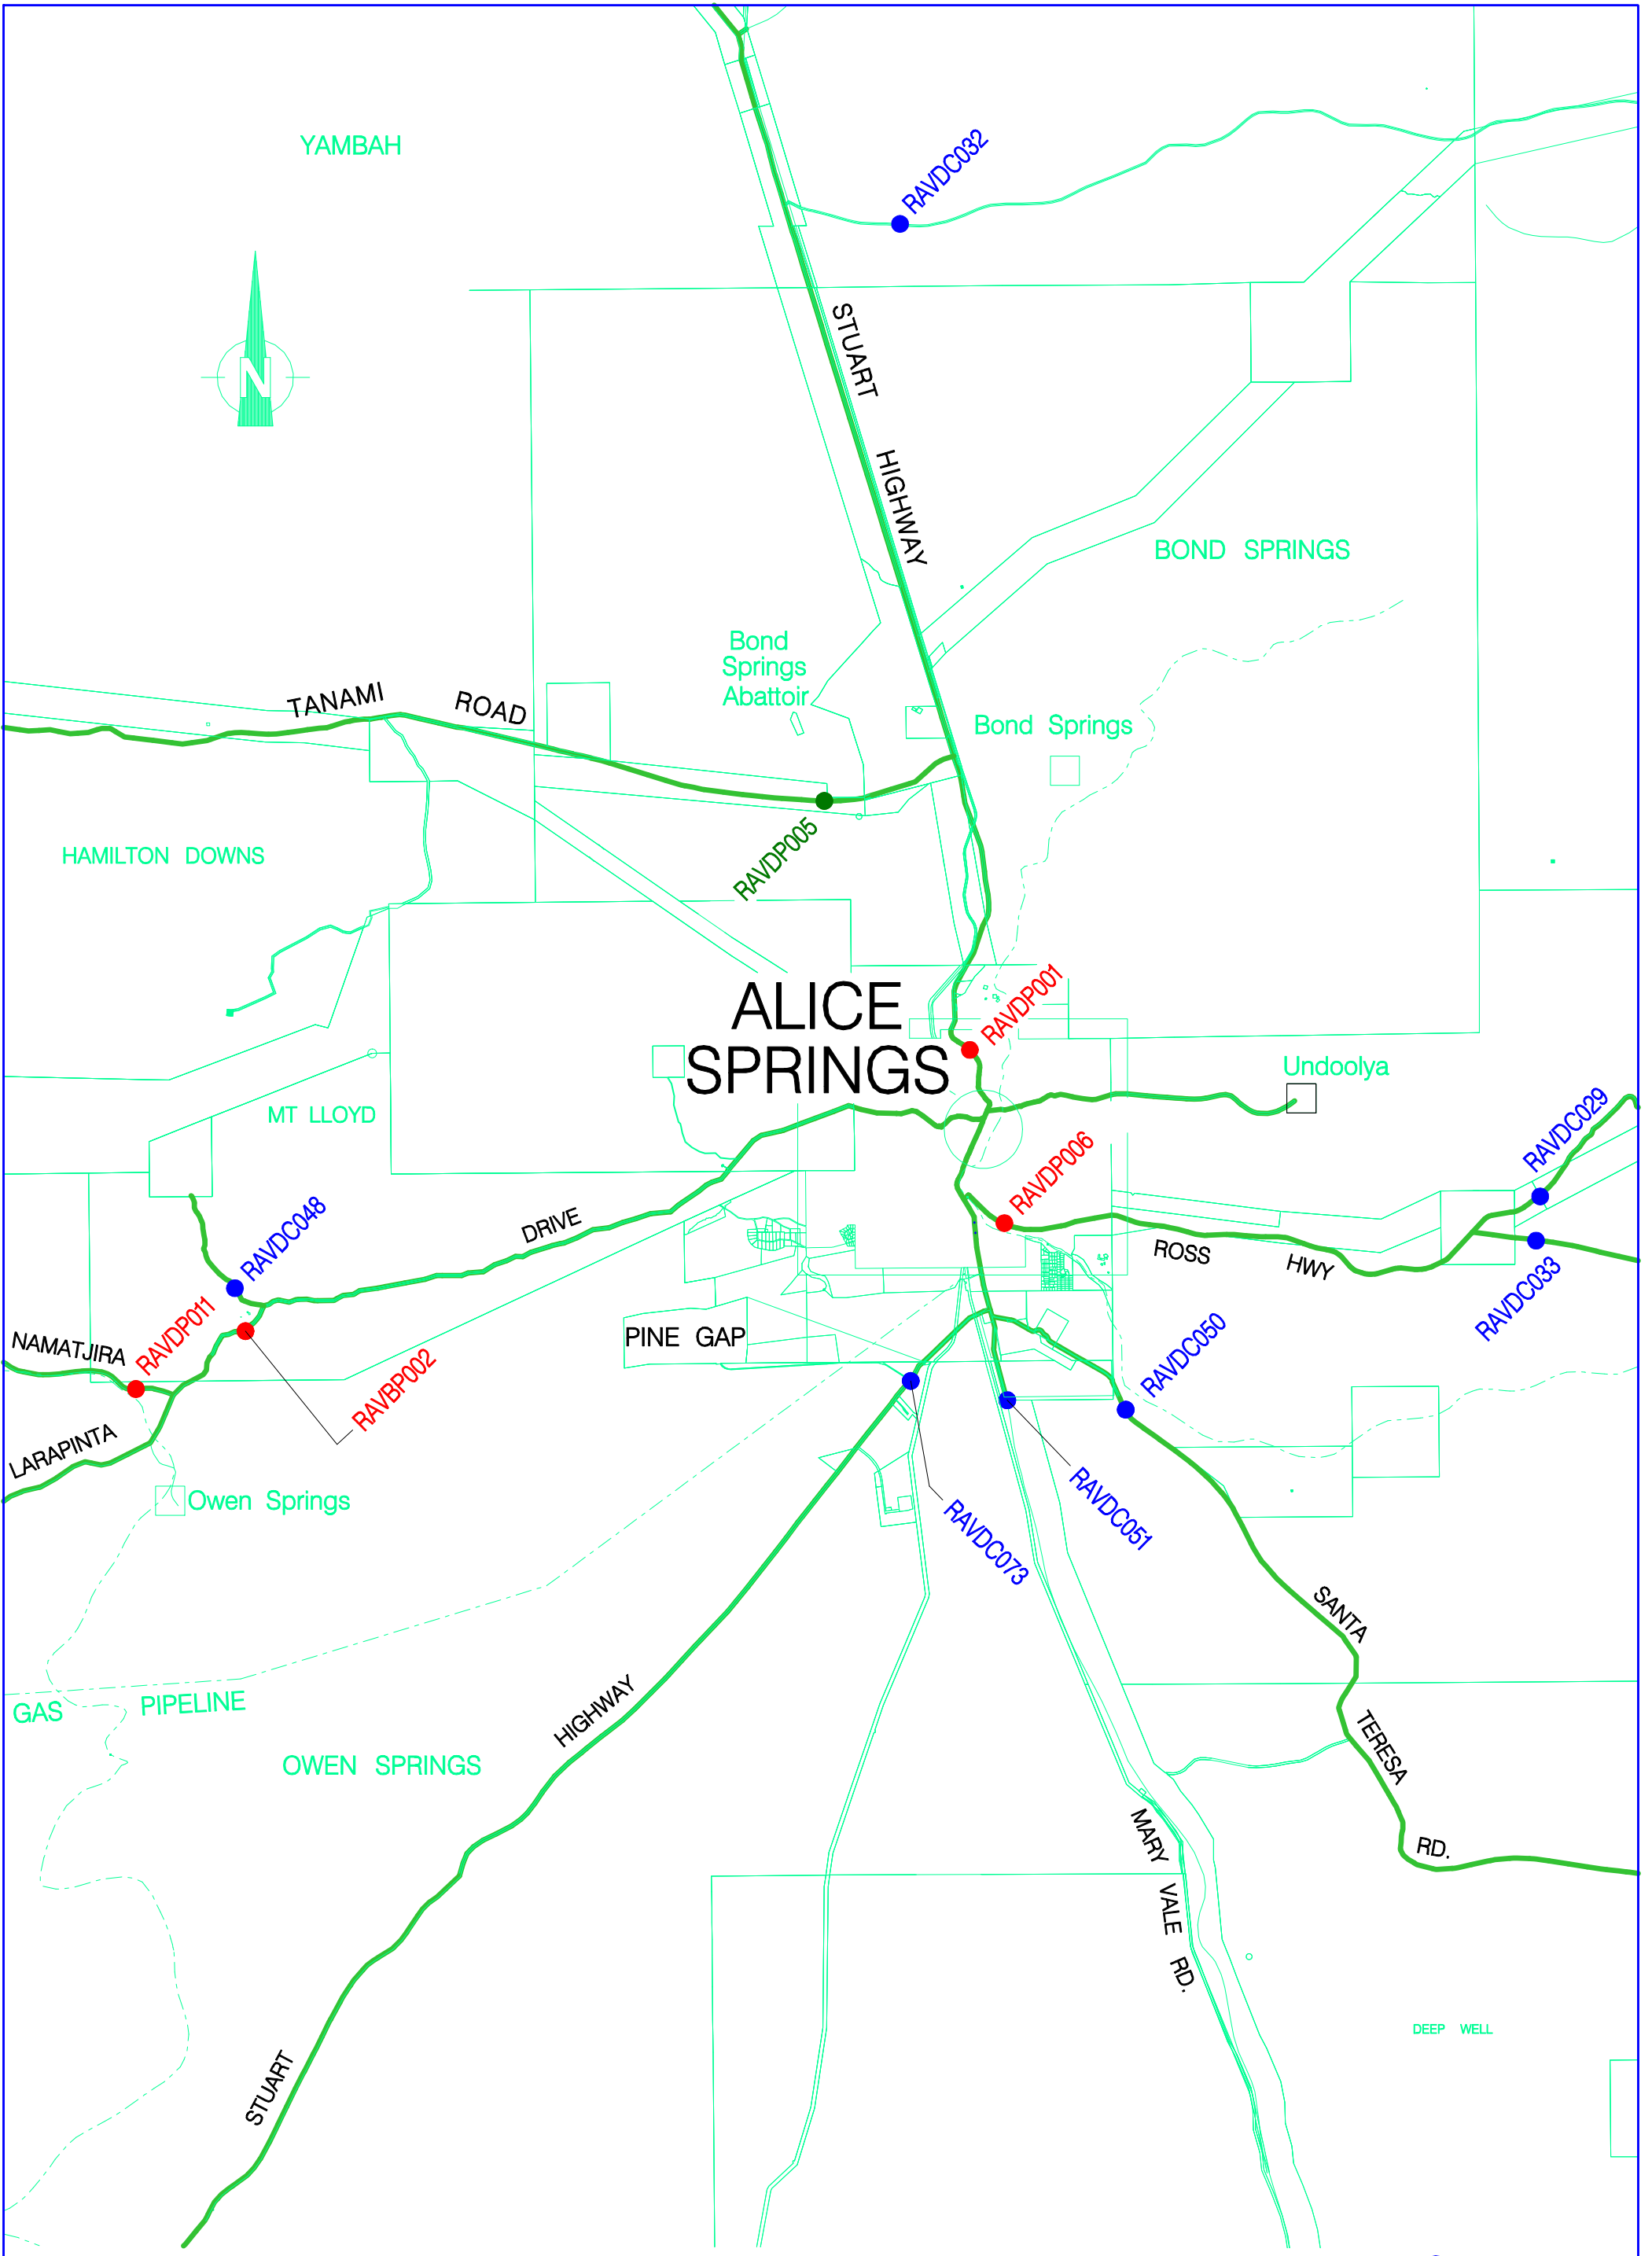 YAMBAH
RAVDC032
N
STUART
HIGHWAY
BOND SPRINGS
Bond
Springs
Abattoir
TANAMI ROAD
Bond Springs
RAVDP005
HAMILTON DOWNS
RAVDP001
ALICE
SPRINGS
Undoolya
MT LLOYD
RAVDC029
RAVDP006
RAVDC048
DRIVE
ROSS HWY
RAVDC033
RAVDP011
NAMATJIRA
PINE GAP
RAVDC050
RAVBP002
LARAPINTA
Owen Springs
RAVDC051
RAVDC073
SANTA
TERESA
RD.
GAS PIPELINE
HIGHWAY
OWEN SPRINGS
MARY
VALE
RD.
DEEP WELL
STUART